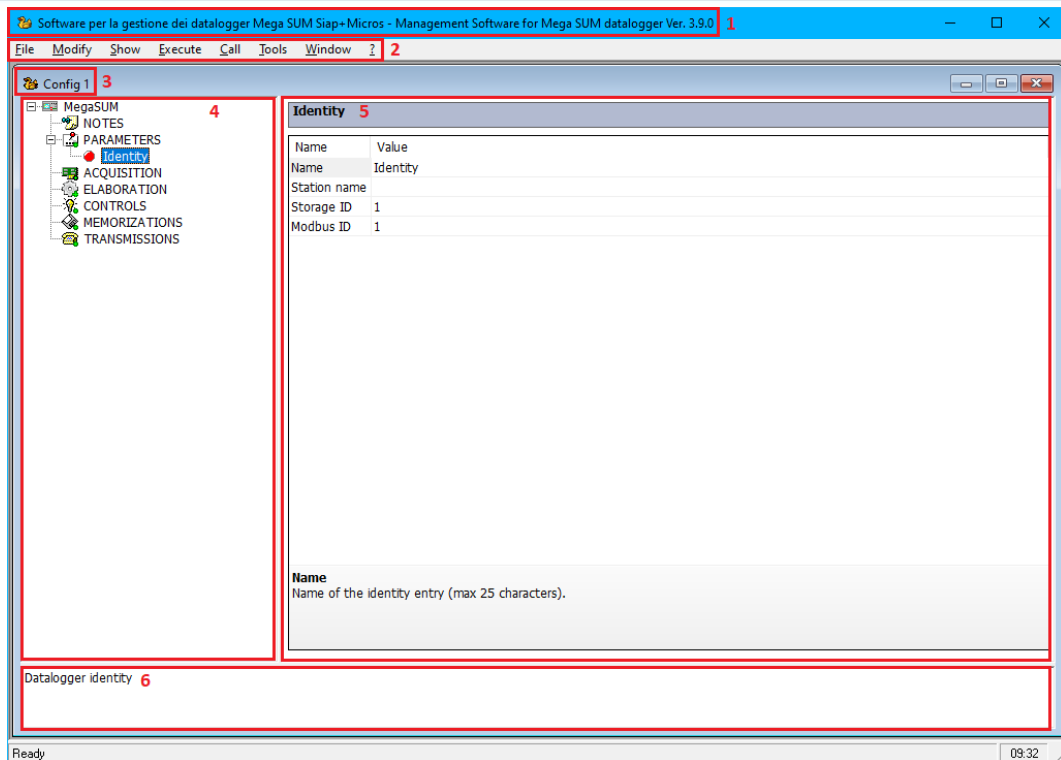 Software per la gestione dei datalogger Mega SUM Siap+Micros - Management Software for Mega SUM datalogger Ver. 3.9.0 1
File Modify Show Execute Call Tools Window ? 2
Config 1 3
MegaSUM 4
NOTES
PARAMETERS
Identity
ACQUISITION
ELABORATION
CONTROLS
MEMORIZATIONS
TRANSMISSIONS
Identity 5
Name Value
Name Identity
Station name
Storage ID 1
Modbus ID 1
Name
Name of the identity entry (max 25 characters).
Datalogger identity 6
Ready 09:32